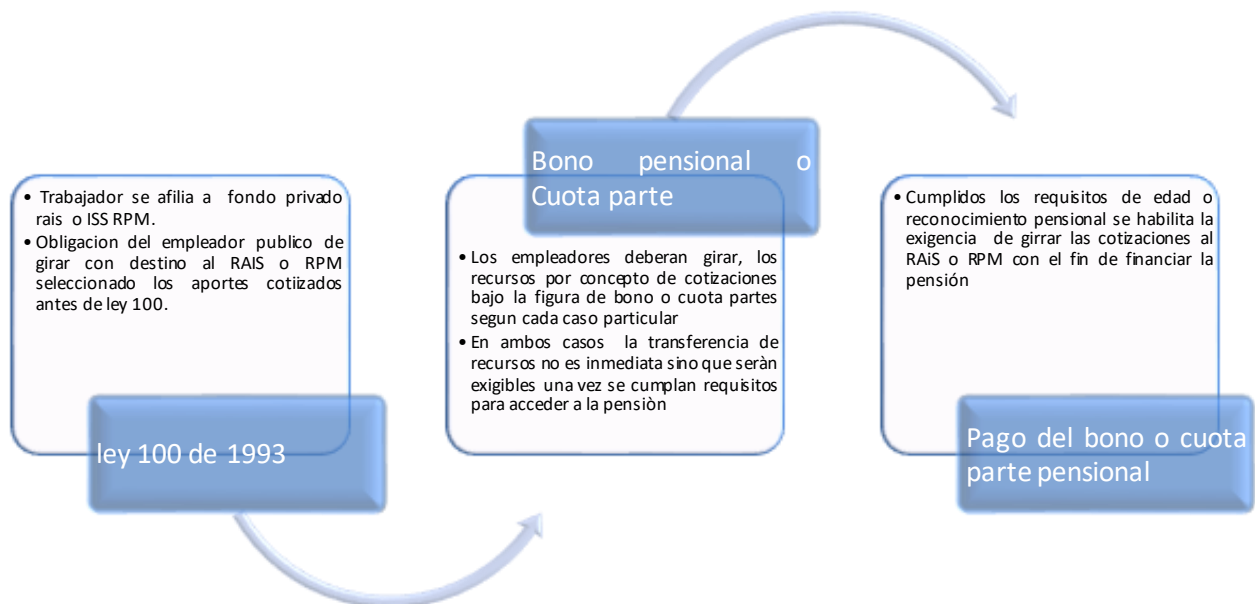 • Trabajador se afilia a fondo privado
rais o ISS RPM.
• Obligacion del empleador publico de
girar con destino al RAIS o RPM
seleccionado los aportes cotiizados
antes de ley 100.
ley 100 de 1993
Bono pensional o
Cuota parte
• Los empleadores deberan girar, los
recursos por concepto de cotizaciones
bajo la figura de bono o cuota partes
segun cada caso particular
• En ambos casos la transferencia de
recursos no es inmediata sino que seràn
exigibles una vez se cumplan requisitos
para acceder a la pensiòn
• Cumplidos los requisitos de edad o
reconocimiento pensional se habilita la
exigencia de girrar las cotizaciones al
RAiS o RPM con el fin de financiar la
pensión
Pago del bono o cuota
parte pensional